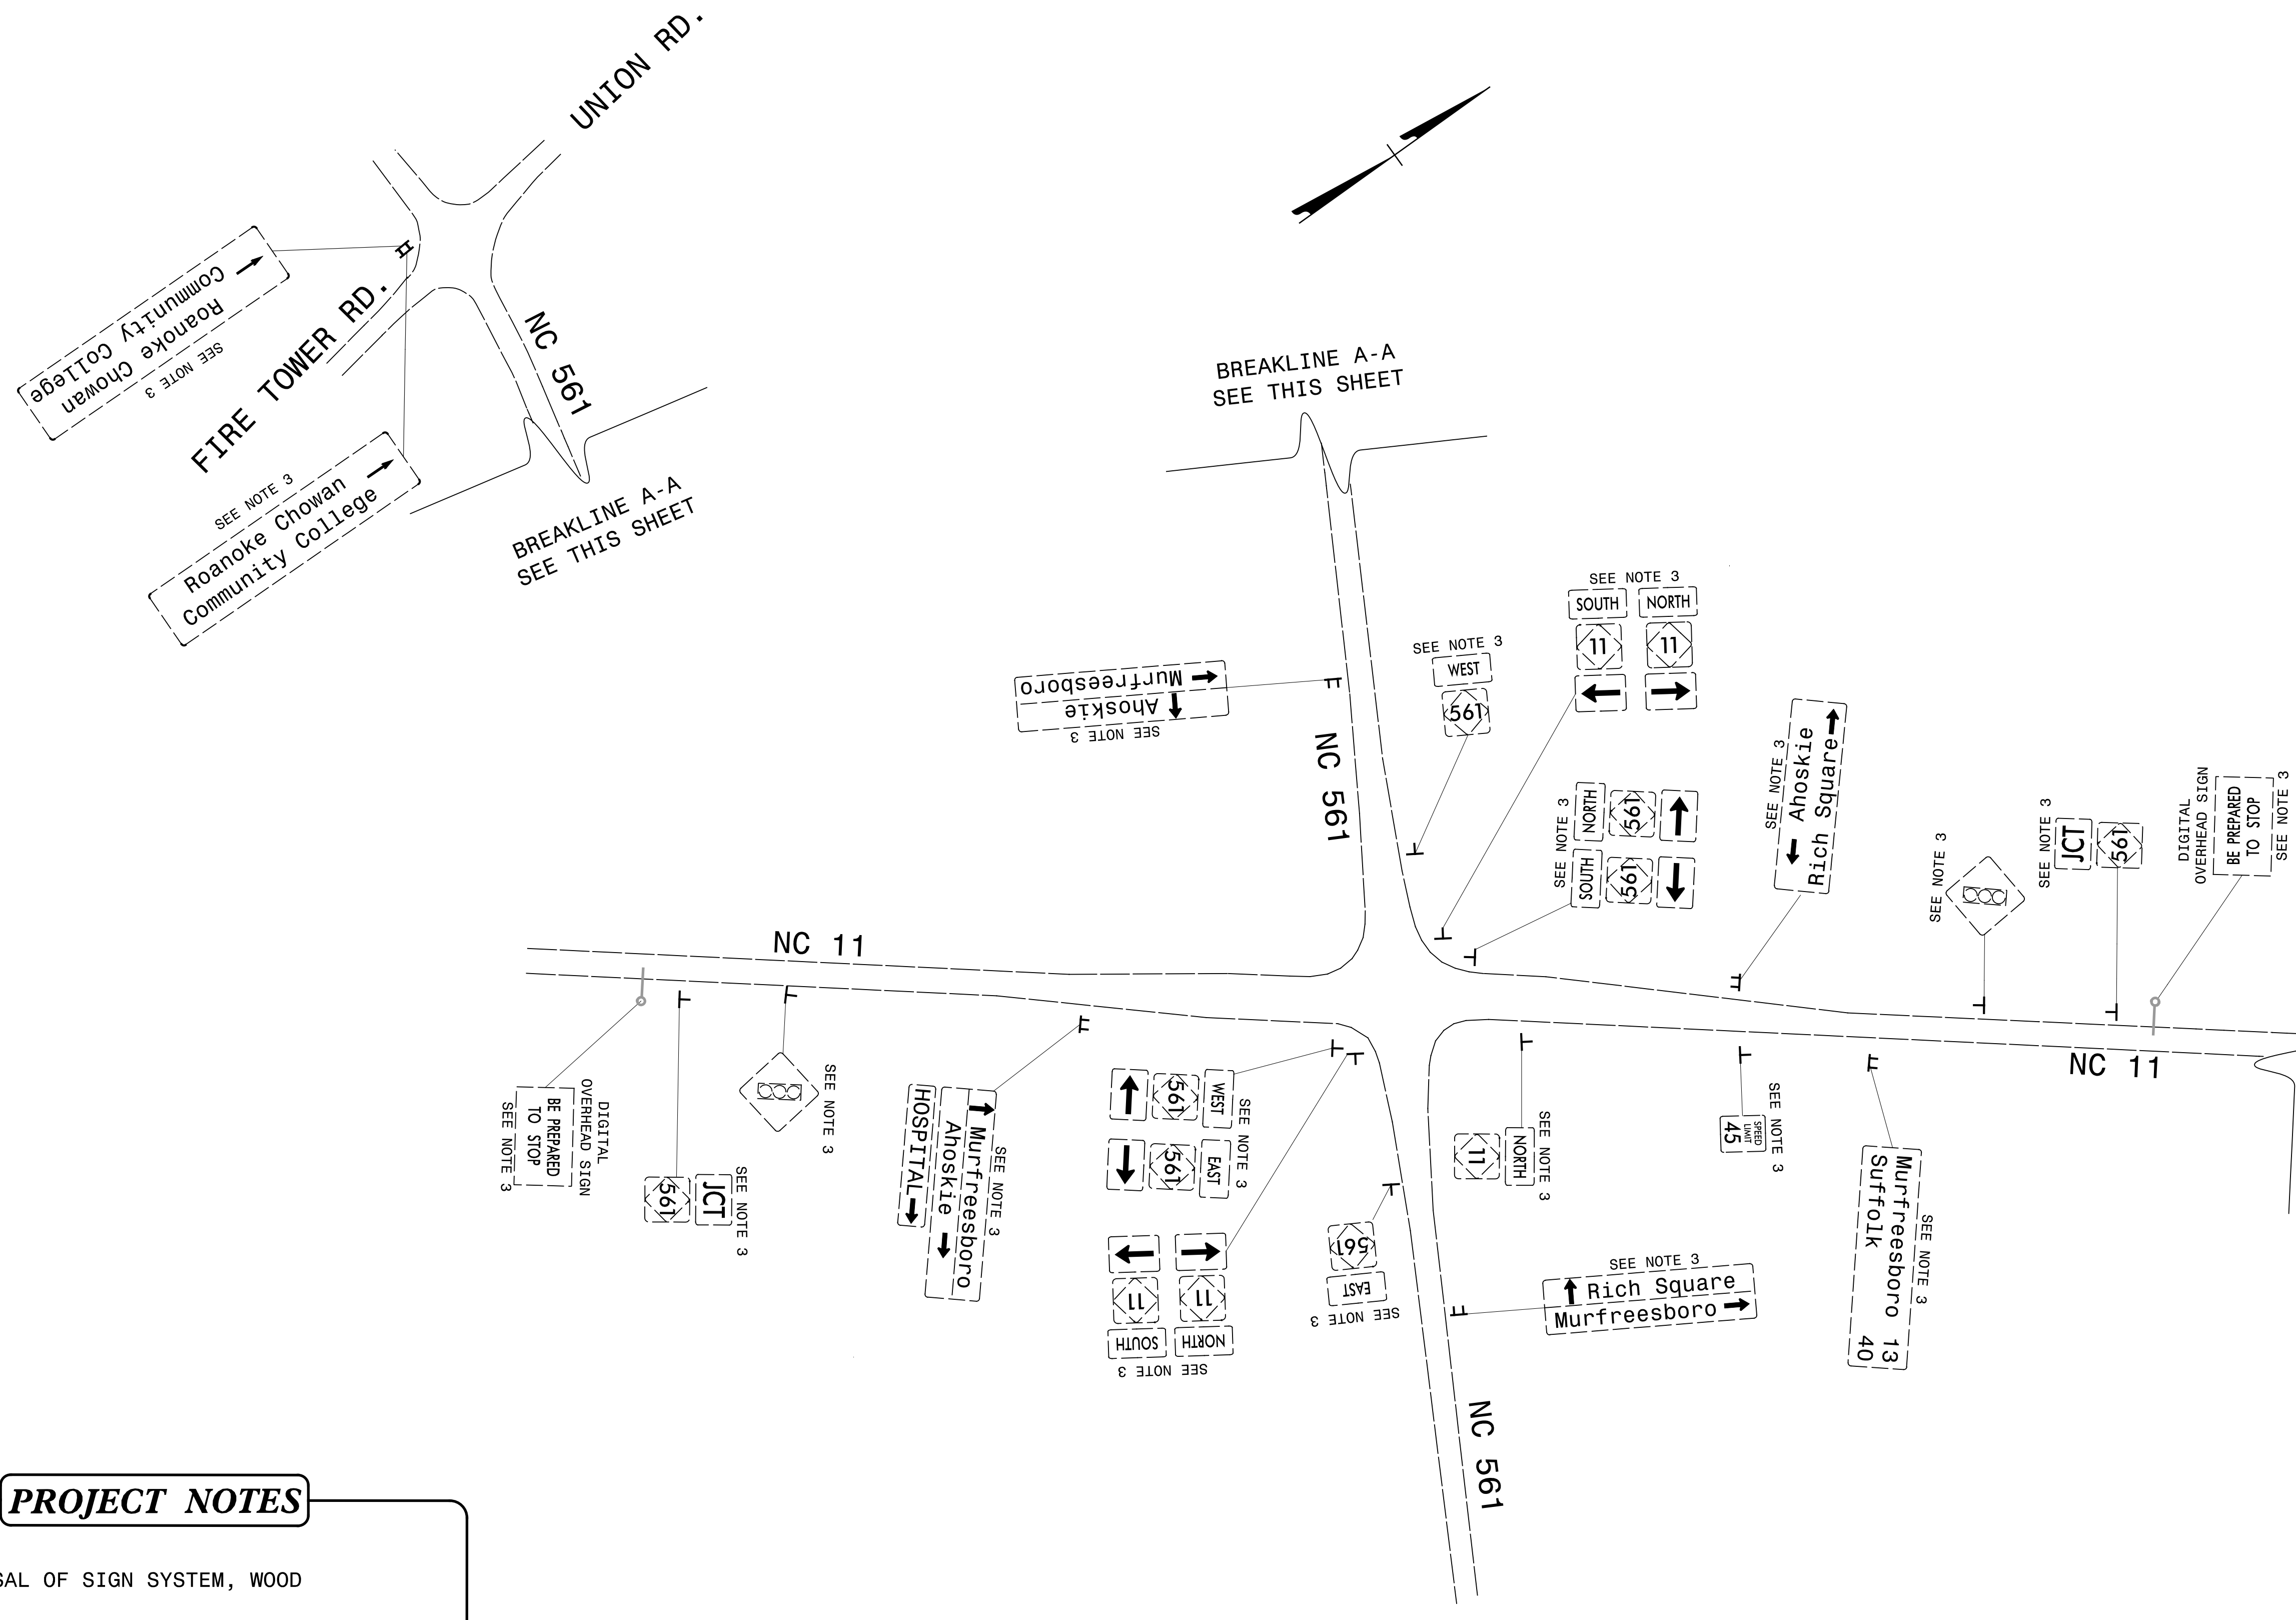 UNION RD.
Roanoke Chowan
Community College
SEE NOTE 3
FIRE TOWER RD.
NC 561
SEE NOTE 3
Roanoke Chowan
Community College
BREAKLINE A-A
SEE THIS SHEET
BREAKLINE A-A
SEE THIS SHEET
SEE NOTE 3
Ahoskie
Murfreesboro
NC 561
SEE NOTE 3
WEST
561
SEE NOTE 3
SOUTH NORTH
11 11
SEE NOTE 3
NORTH
561
SEE NOTE 3
SOUTH
561
SEE NOTE 3
Ahoskie
Rich Square
SEE NOTE 3
SEE NOTE 3
JCT
561
DIGITAL
OVERHEAD SIGN
BE PREPARED
TO STOP
SEE NOTE 3
NC 11
NC 11
DIGITAL
OVERHEAD SIGN
BE PREPARED
TO STOP
SEE NOTE 3
SEE NOTE 3
JCT
561
SEE NOTE 3
SEE NOTE 3
Murfreesboro
Ahoskie
HOSPITAL
SEE NOTE 3
WEST
561
SEE NOTE 3
EAST
561
SEE NOTE 3
NORTH SOUTH
11 11
SEE NOTE 3
EAST
561
SEE NOTE 3
NORTH
11
SEE NOTE 3
SPEED
LIMIT
45
SEE NOTE 3
Murfreesboro 13
Suffolk 40
SEE NOTE 3
Rich Square
Murfreesboro
NC 561
PROJECT NOTES
SAL OF SIGN SYSTEM, WOOD